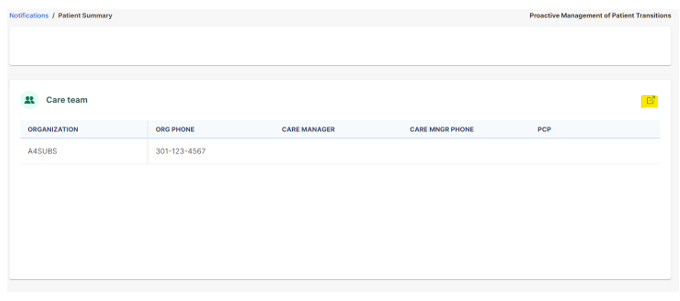 Notifications / Patient Summary Proactive Management of Patient Transitions
Care team
ORGANIZATION ORG PHONE CARE MANAGER CARE MNGR PHONE PCP
A4SUBS 301-123-4567